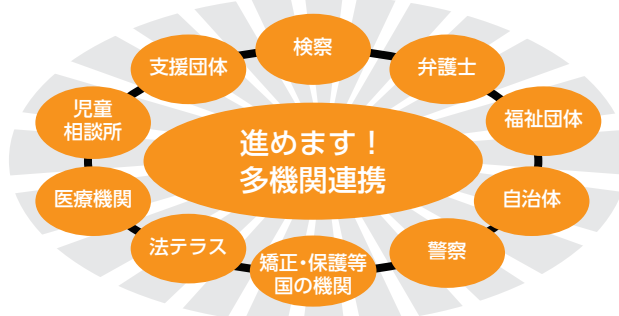 検察
弁護士
福祉団体
自治体
警察
矯正・保護等
国の機関
法テラス
医療機関
児童
相談所
支援団体
進めます！
多機関連携